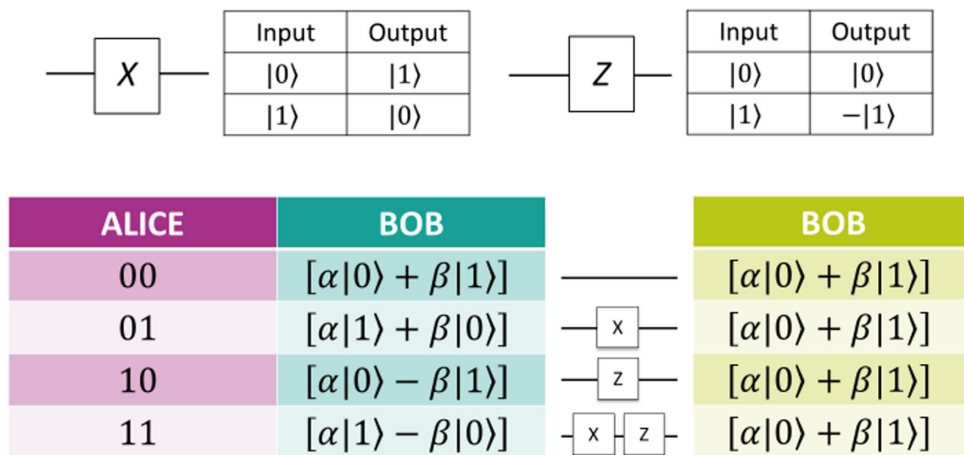 X
Input Output
|0⟩ |1⟩
|1⟩ |0⟩
Z
Input Output
|0⟩ |0⟩
|1⟩ −|1⟩
ALICE BOB BOB
00 [α|0⟩ + β|1⟩] [α|0⟩ + β|1⟩]
01 [α|1⟩ + β|0⟩] X [α|0⟩ + β|1⟩]
10 [α|0⟩ − β|1⟩] Z [α|0⟩ + β|1⟩]
11 [α|1⟩ − β|0⟩] X Z [α|0⟩ + β|1⟩]